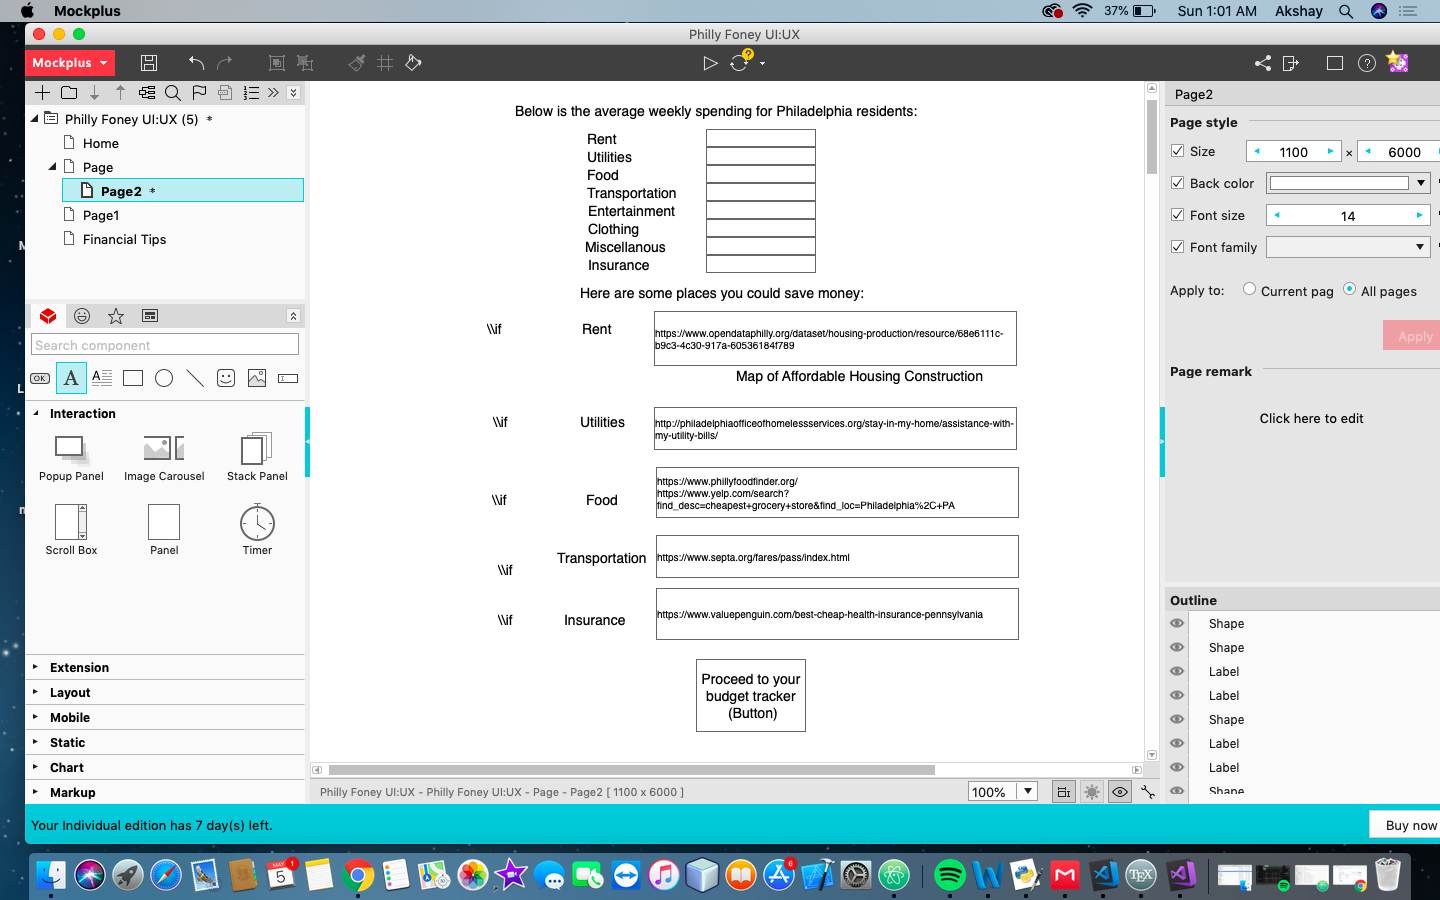 Mockplus
37%
Sun 1:01 AM
Akshay
Philly Foney UI:UX
Mockplus
?
Philly Foney UI:UX (5) *
Home
Page
Page2 *
Page1
Financial Tips
Search component
OK
A
A
Interaction
Popup Panel
Image Carousel
Stack Panel
Scroll Box
Panel
Timer
Extension
Layout
Mobile
Static
Chart
Markup
Below is the average weekly spending for Philadelphia residents:
Rent
Utilities
Food
Transportation
Entertainment
Clothing
Miscellanous
Insurance
Here are some places you could save money:
\\if Rent
https://www.opendataphilly.org/dataset/housing-production/resource/68e6111c-
b9c3-4c30-917a-60536184f789
Map of Affordable Housing Construction
\\if Utilities
http://philadelphiaofficeofhomelessservices.org/stay-in-my-home/assistance-with-
my-utility-bills/
\\if Food
https://www.phillyfoodfinder.org/
https://www.yelp.com/search?
find_desc=cheapest+grocery+store&find_loc=Philadelphia%2C+PA
\\if Transportation
https://www.septa.org/fares/pass/index.html
\\if Insurance
https://www.valuepenguin.com/best-cheap-health-insurance-pennsylvania
Proceed to your
budget tracker
(Button)
Philly Foney UI:UX - Philly Foney UI:UX - Page - Page2 [ 1100 x 6000 ]
100%
Page2
Page style
Size 1100 × 6000
Back color
Font size 14
Font family
Apply to: Current pag All pages
Apply
Page remark
Click here to edit
Outline
Shape
Shape
Label
Label
Shape
Label
Label
Shape
Your Individual edition has 7 day(s) left.
Buy now
MAY
5
1
6
TEX